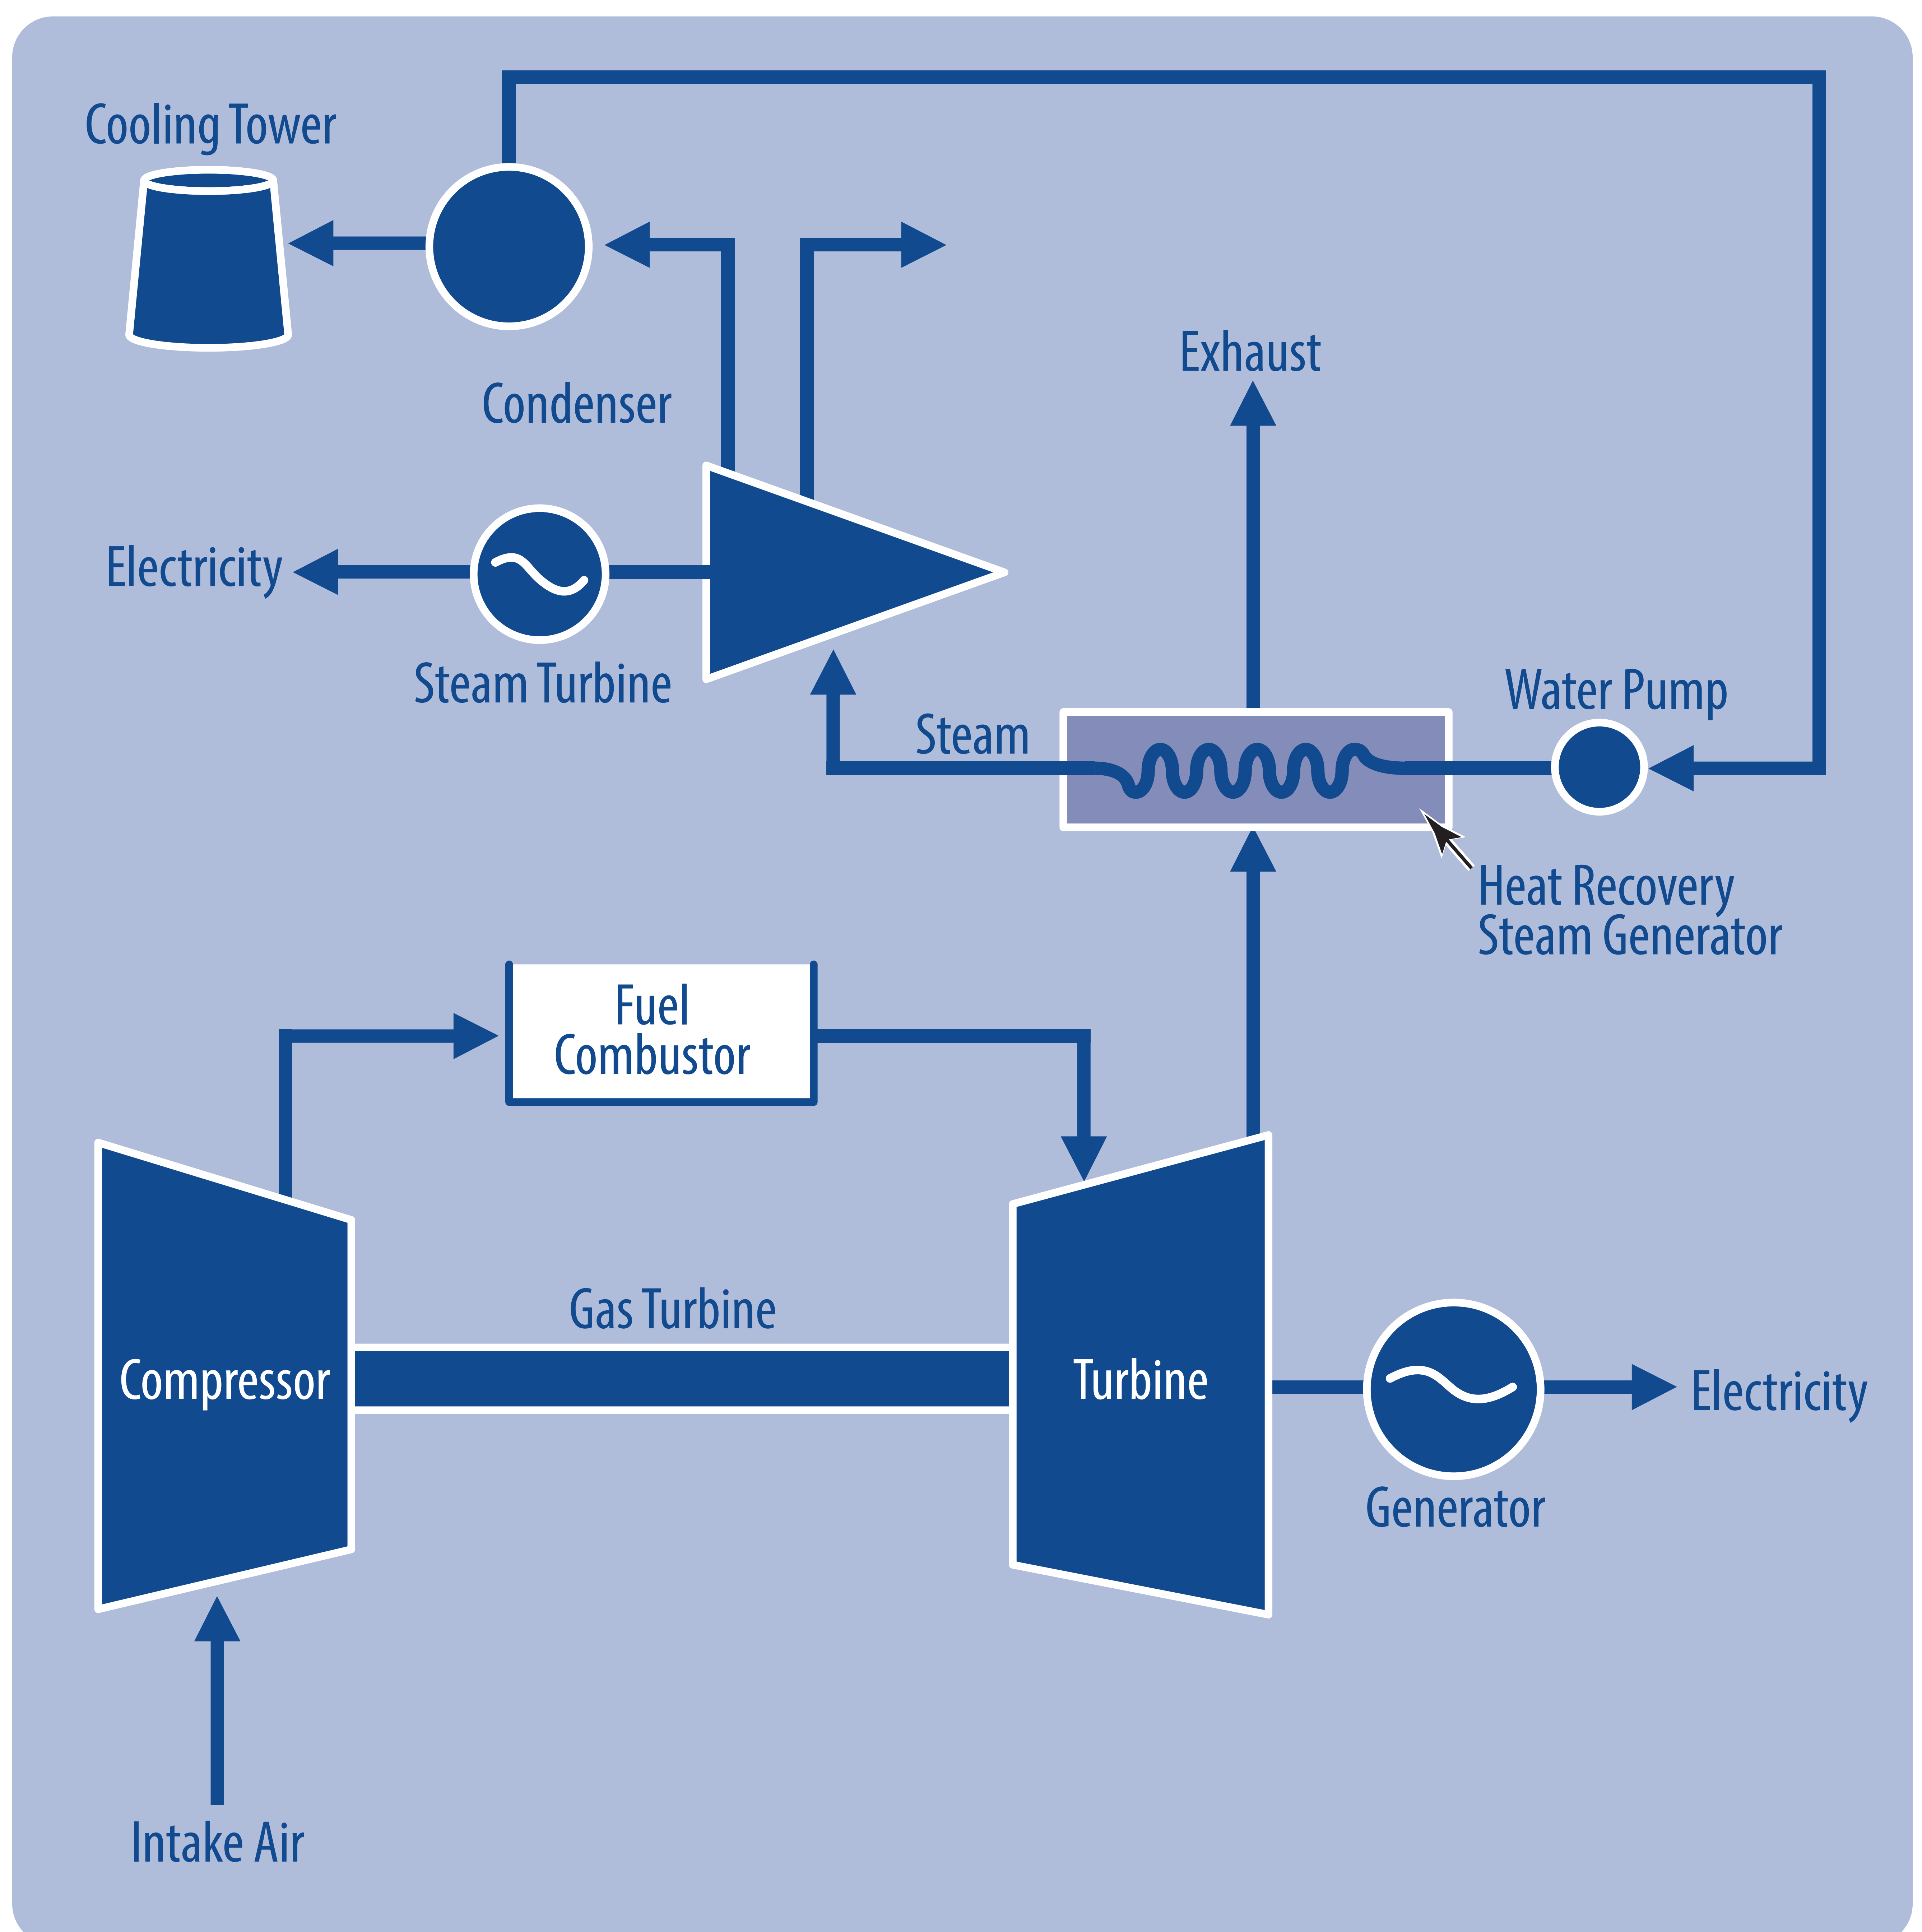 Cooling Tower
Exhaust
Condenser
Electricity
Steam Turbine
Water Pump
Steam
Heat Recovery
Steam Generator
Fuel
Combustor
Gas Turbine
Compressor
Turbine
Electricity
Generator
Intake Air